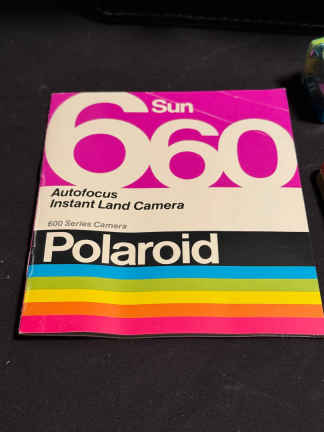 Sun
660
Autofocus
Instant Land Camera
600 Series Camera
Polaroid